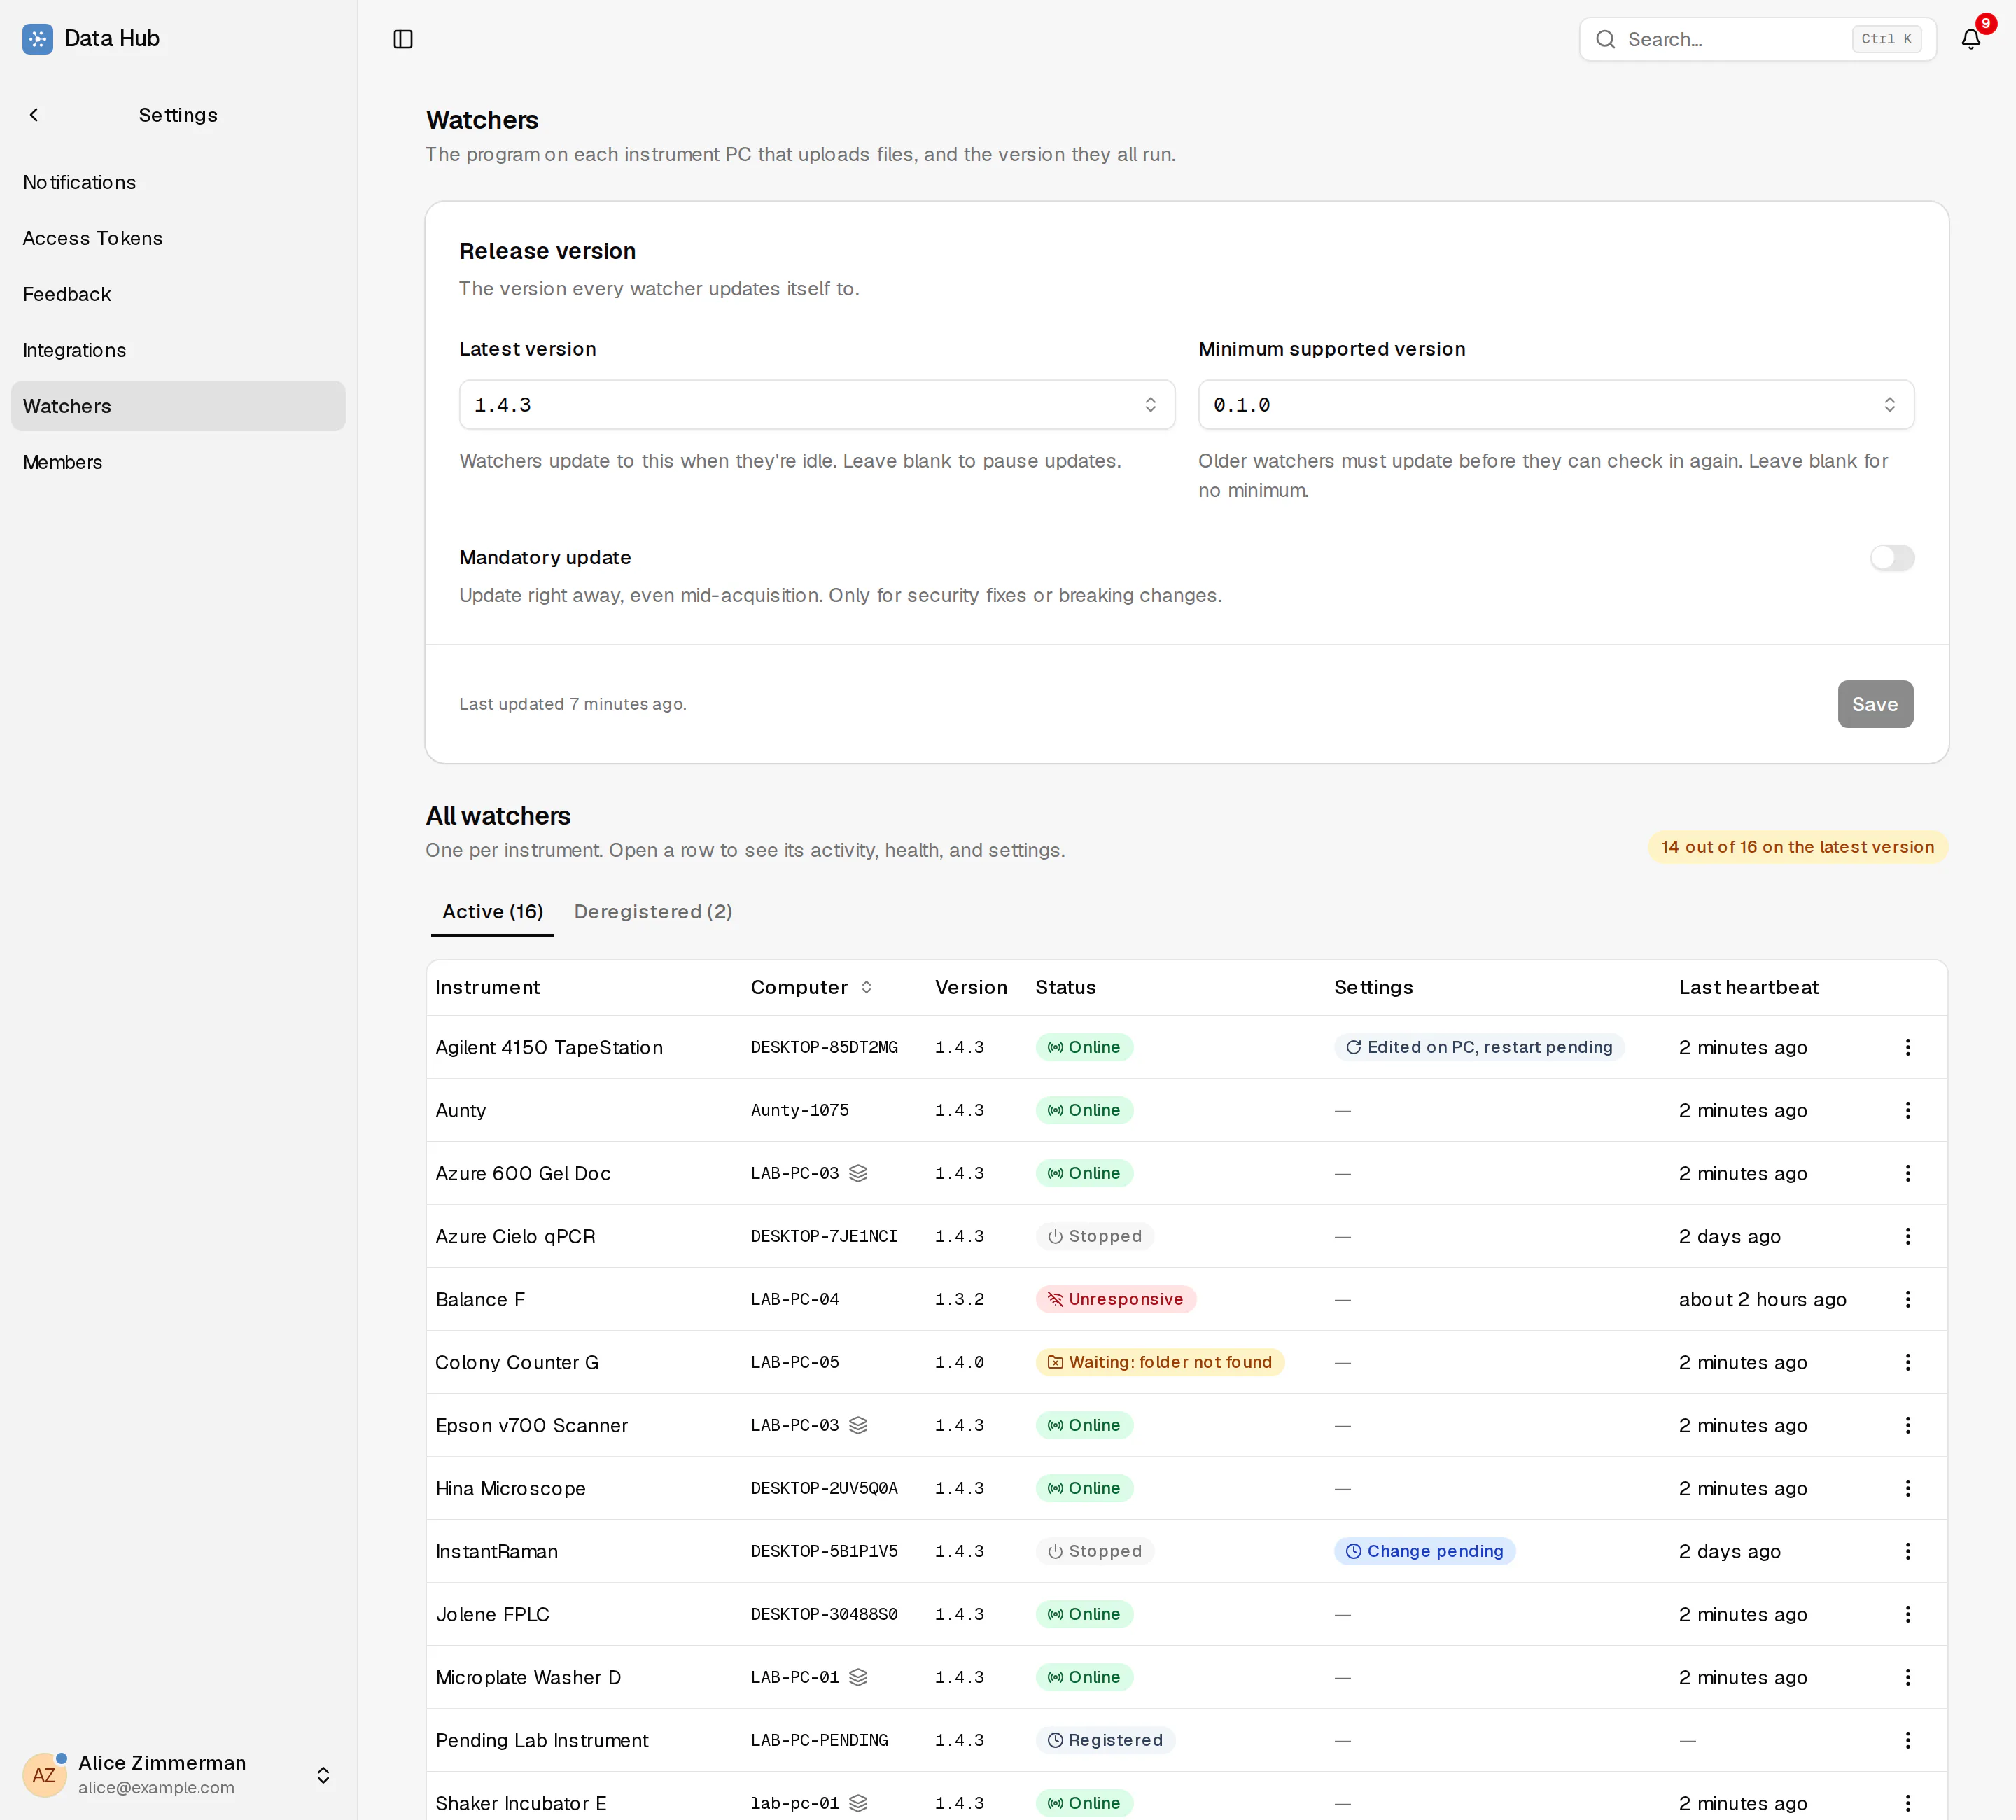 Data Hub
Search...
Ctrl K
9
Settings
Notifications
Access Tokens
Feedback
Integrations
Watchers
Members
Watchers
The program on each instrument PC that uploads files, and the version they all run.
Release version
The version every watcher updates itself to.
Latest version
Minimum supported version
1.4.3
0.1.0
Watchers update to this when they're idle. Leave blank to pause updates.
Older watchers must update before they can check in again. Leave blank for
no minimum.
Mandatory update
Update right away, even mid-acquisition. Only for security fixes or breaking changes.
Last updated 7 minutes ago.
Save
All watchers
One per instrument. Open a row to see its activity, health, and settings.
14 out of 16 on the latest version
Active (16)
Deregistered (2)
Instrument Computer Version Status Settings Last heartbeat
Agilent 4150 TapeStation DESKTOP-85DT2MG 1.4.3 Online Edited on PC, restart pending 2 minutes ago
Aunty Aunty-1075 1.4.3 Online — 2 minutes ago
Azure 600 Gel Doc LAB-PC-03 1.4.3 Online — 2 minutes ago
Azure Cielo qPCR DESKTOP-7JE1NCI 1.4.3 Stopped — 2 days ago
Balance F LAB-PC-04 1.3.2 Unresponsive — about 2 hours ago
Colony Counter G LAB-PC-05 1.4.0 Waiting: folder not found — 2 minutes ago
Epson v700 Scanner LAB-PC-03 1.4.3 Online — 2 minutes ago
Hina Microscope DESKTOP-2UV5Q0A 1.4.3 Online — 2 minutes ago
InstantRaman DESKTOP-5B1P1V5 1.4.3 Stopped Change pending 2 days ago
Jolene FPLC DESKTOP-30488S0 1.4.3 Online — 2 minutes ago
Microplate Washer D LAB-PC-01 1.4.3 Online — 2 minutes ago
Pending Lab Instrument LAB-PC-PENDING 1.4.3 Registered — —
Shaker Incubator E lab-pc-01 1.4.3 Online — 2 minutes ago
AZ
Alice Zimmerman
alice@example.com